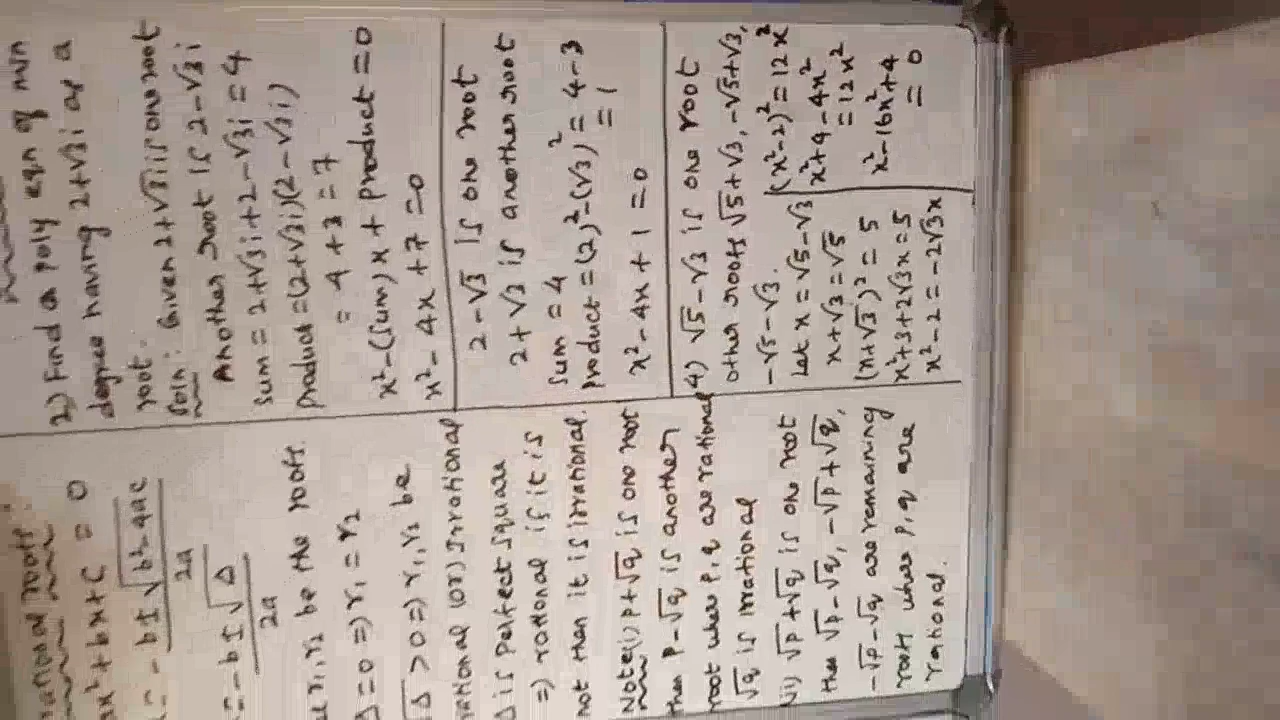 rational roots:
ax²+bx+c = 0
= -b±√b²-4ac
2a
= -b±√Δ
2a
r₁, r₂ be the roots.
Δ=0 => r₁ = r₂
Δ > 0 => r₁, r₂ be
rational (or) Irrational
Δ is perfect square
=) rational if it is
not then it is irrational.
Note(i) p+√q is one root
then p-√q is another
root where p, q are rational
√q is irrational
ii) √p+√q is one root
then √p-√q, -√p+√q,
-√p-√q are remaining
root where p, q are
rational.
2) Find a poly eqn of min
degree having 2+√3i as a
root.
Soln: Given 2+√3i is one root
Another root is 2-√3i
Sum = 2+√3i+2-√3i = 4
Product=(2+√3i)(2-√3i)
= 4+3 = 7
x²-(Sum)x + Product = 0
x²-4x+7=0
2-√3 is one root
2+√3 is another root
Sum = 4
Product = (2)²-(√3)² = 4-3
= 1
x²-4x+1=0
4) √5-√3 is one root
other roots √5+√3, -√5+√3,
-√5-√3.
Let x = √5-√3
x+√3=√5
(x+√3)² = 5
x²+3+2√3x=5
x²-2=-2√3x
(x²-2)²=12x²
x²+4-4x²
=12x²
x²-16x²+4
= 0